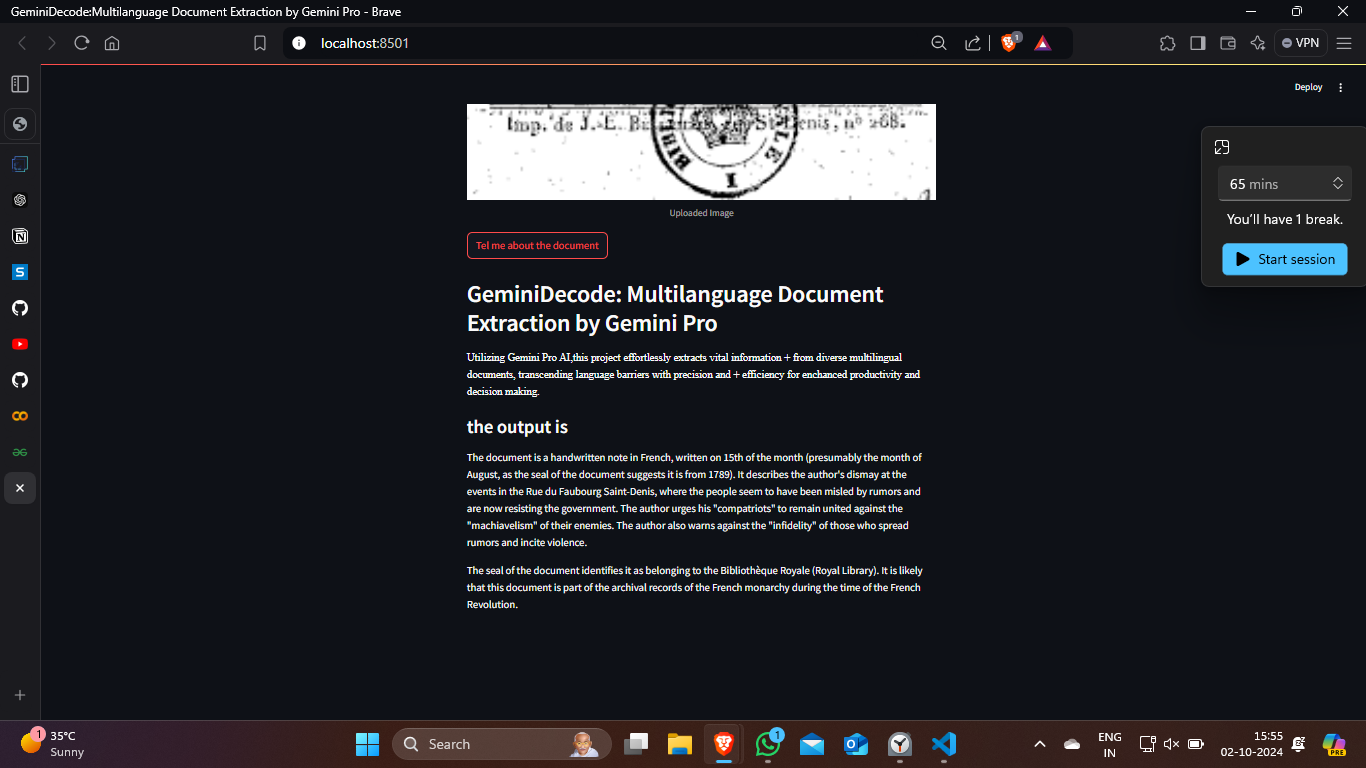 GeminiDecode:Multilanguage Document Extraction by Gemini Pro - Brave
localhost:8501
1
VPN
Deploy
Imp. de J.-E. St-Denis, nº 268.
BIBLI
ALE
Uploaded Image
65 mins
You'll have 1 break.
Start session
Tel me about the document
GeminiDecode: Multilanguage Document
Extraction by Gemini Pro
Utilizing Gemini Pro AI,this project effortlessly extracts vital information + from diverse multilingual
documents, transcending language barriers with precision and + efficiency for enchanced productivity and
decision making.
the output is
The document is a handwritten note in French, written on 15th of the month (presumably the month of
August, as the seal of the document suggests it is from 1789). It describes the author's dismay at the
events in the Rue du Faubourg Saint-Denis, where the people seem to have been misled by rumors and
are now resisting the government. The author urges his "compatriots" to remain united against the
"machiavelism" of their enemies. The author also warns against the "infidelity" of those who spread
rumors and incite violence.
The seal of the document identifies it as belonging to the Bibliothèque Royale (Royal Library). It is likely
that this document is part of the archival records of the French monarchy during the time of the French
Revolution.
1
35°C
Sunny
Search
1
ENG
IN
15:55
02-10-2024
PRE